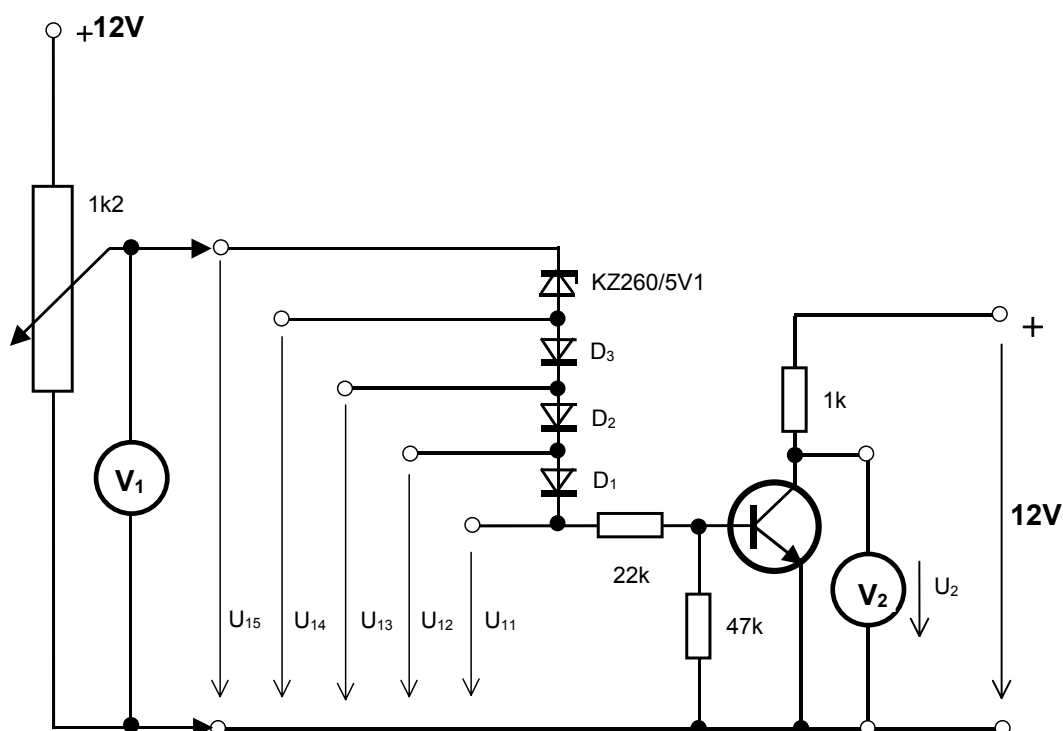 +12V
1k2
KZ260/5V1
D3
D2
D1
+
1k
V1
12V
22k
V2
U2
47k
U15
U14
U13
U12
U11